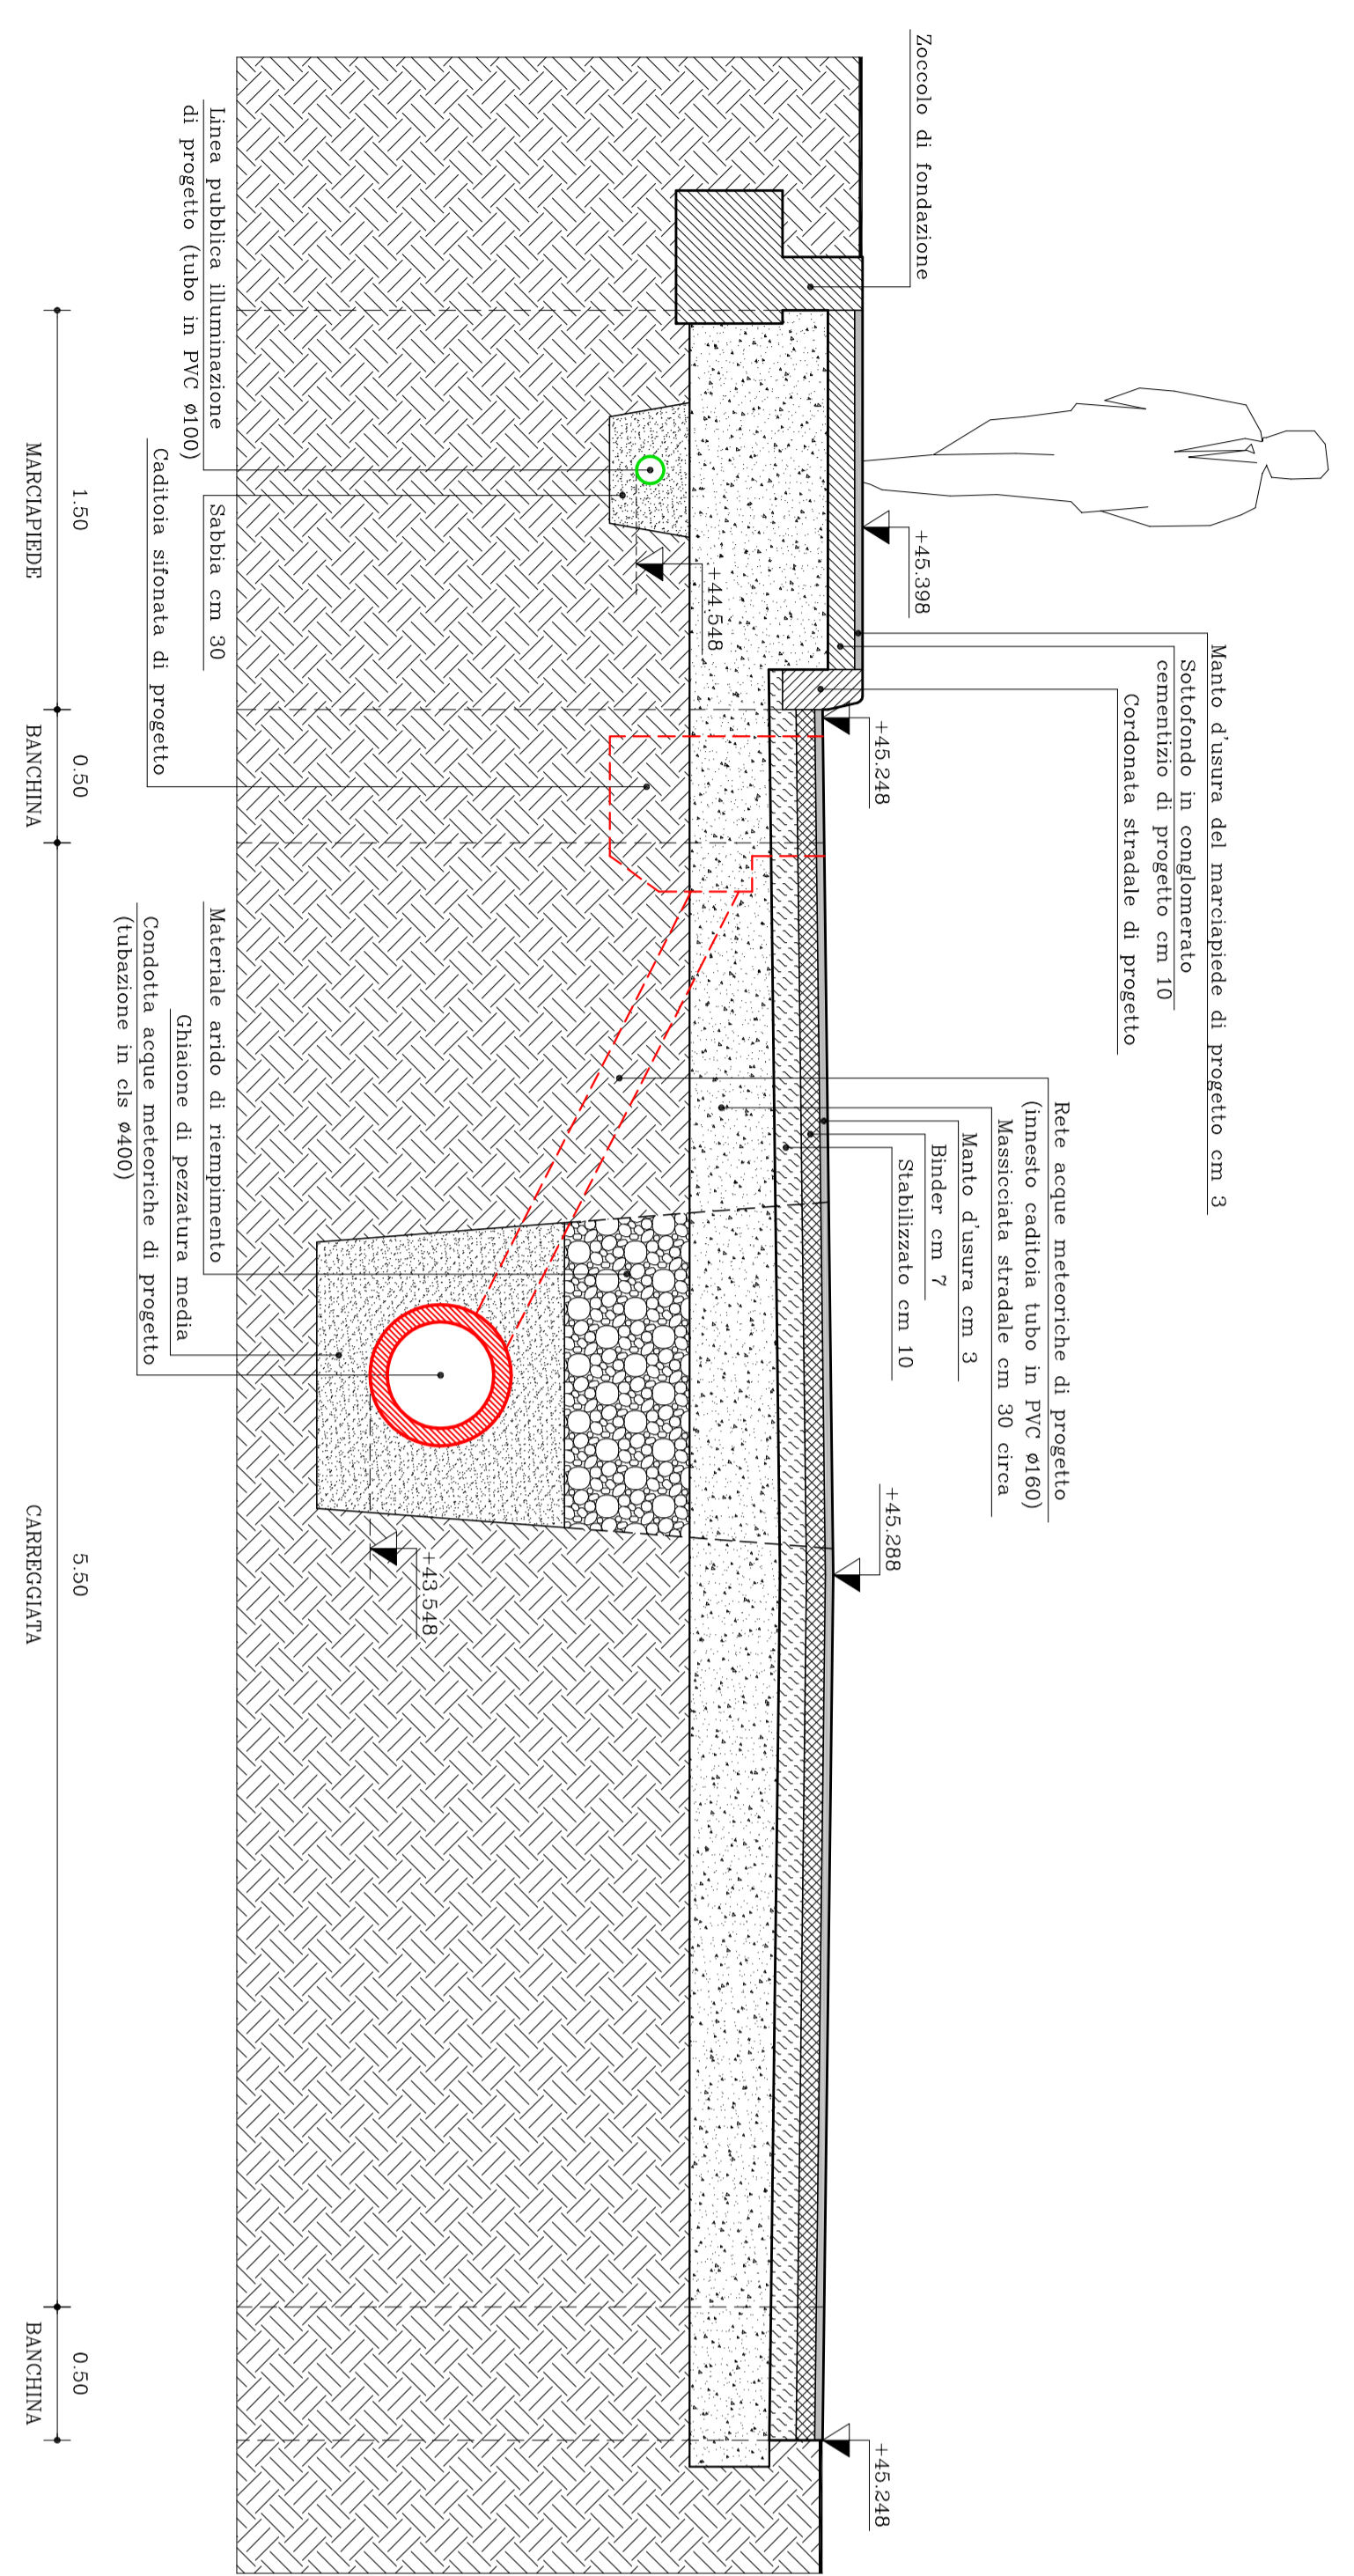 Zoccolo di fondazione
+45.398
Manto d'usura del marciapiede di progetto cm 3
Sottofondo in conglomerato
cementizio di progetto cm 10
Cordonata stradale di progetto
+45.248
Rete acque meteoriche di progetto
(innesto caditoia tubo in PVC ø160)
Massicciata stradale cm 30 circa
Manto d'usura cm 3
Binder cm 7
Stabilizzato cm 10
+45.288
+45.248
+44.548
+43.548
Linea pubblica illuminazione
di progetto (tubo in PVC ø100)
Sabbia cm 30
Caditoia sifonata di progetto
Materiale arido di riempimento
Ghiaione di pezzatura media
Condotta acque meteoriche di progetto
(tubazione in cls ø400)
1.50
0.50
5.50
0.50
MARCIAPIEDE
BANCHINA
CARREGGIATA
BANCHINA